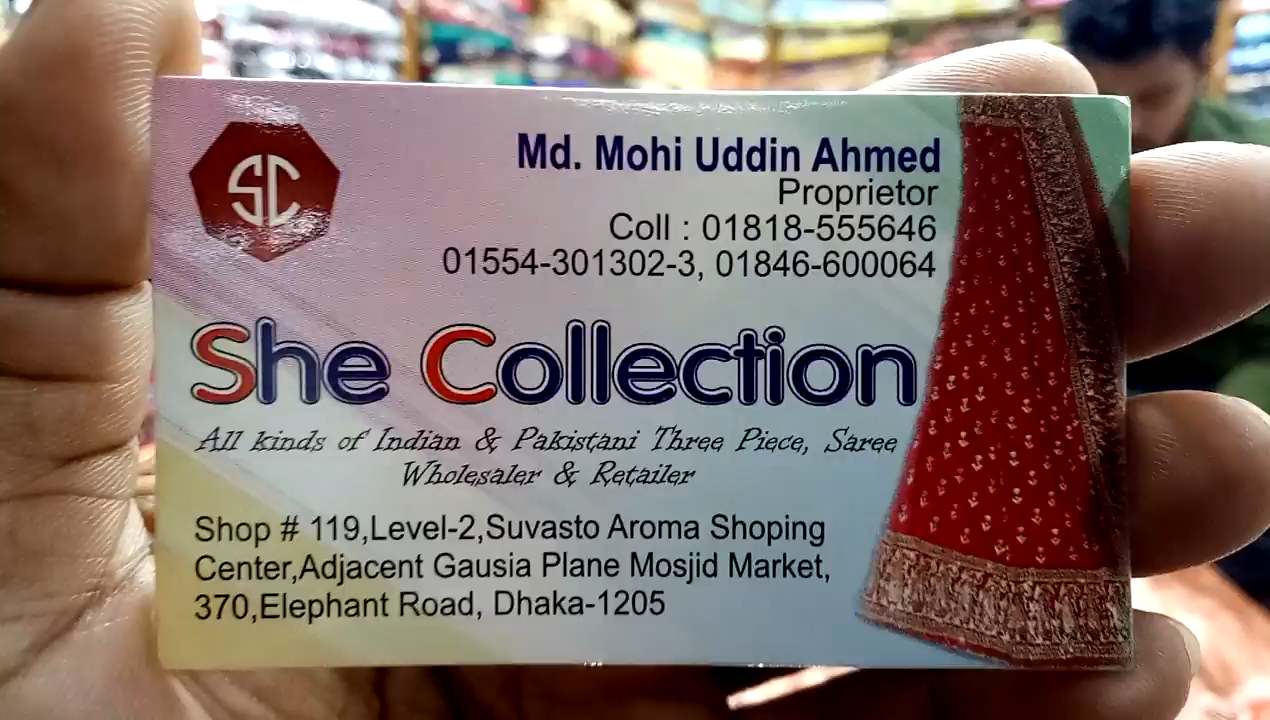 SC
Md. Mohi Uddin Ahmed
Proprietor
Coll : 01818-555646
01554-301302-3, 01846-600064
She Collection
All kinds of Indian & Pakistani Three Piece, Saree
Wholesaler & Retailer
Shop # 119,Level-2,Suvasto Aroma Shoping
Center,Adjacent Gausia Plane Mosjid Market,
370,Elephant Road, Dhaka-1205